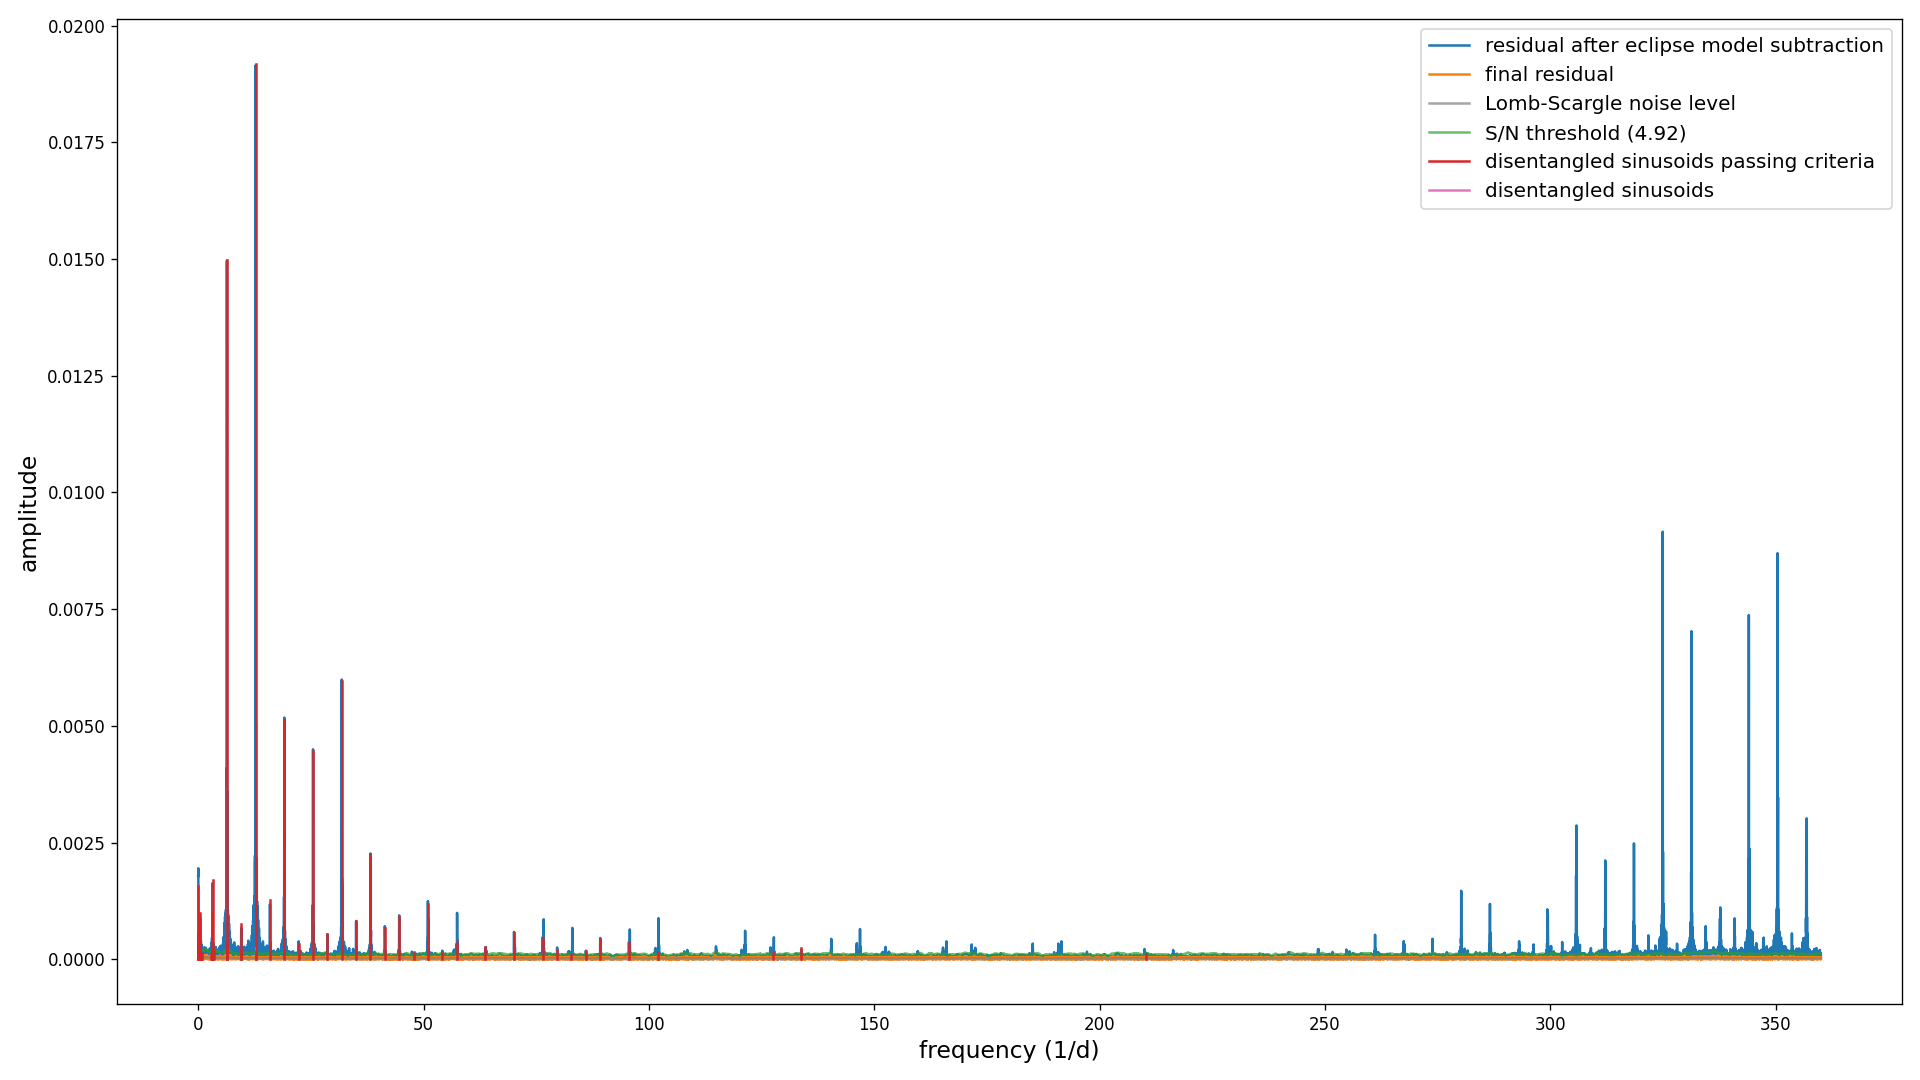 0.0200
0.0175
0.0150
0.0125
0.0100
0.0075
0.0050
0.0025
0.0000
amplitude
0 50 100 150 200 250 300 350
frequency (1/d)
residual after eclipse model subtraction
final residual
Lomb-Scargle noise level
S/N threshold (4.92)
disentangled sinusoids passing criteria
disentangled sinusoids